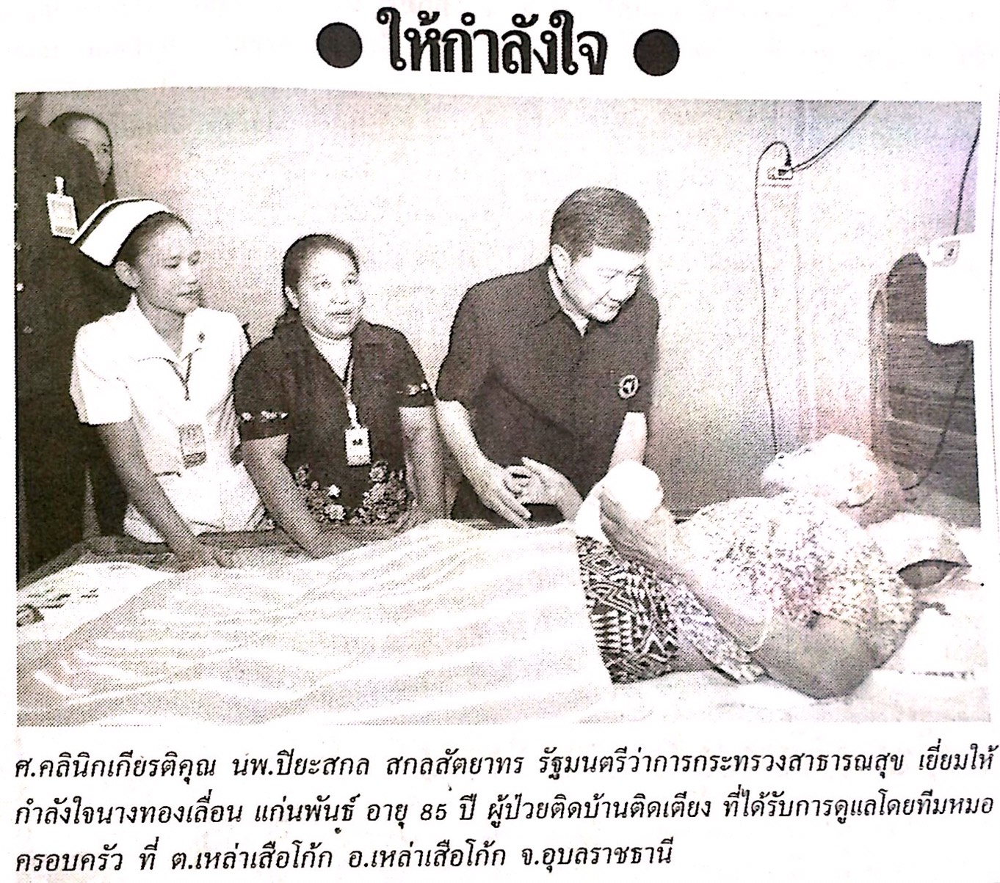 ● ให้กำลังใจ ●
ศ.คลินิกเกียรติคุณ นพ.ปิยะสกล สกลสัตยาทร รัฐมนตรีว่าการกระทรวงสาธารณสุข เยี่ยมให้
กำลังใจนางทองเลื่อน แก่นพันธ์ อายุ 85 ปี ผู้ป่วยติดบ้านติดเตียง ที่ได้รับการดูแลโดยทีมหมอ
ครอบครัว ที่ ต.เหล่าเสือโก้ก อ.เหล่าเสือโก้ก จ.อุบลราชธานี